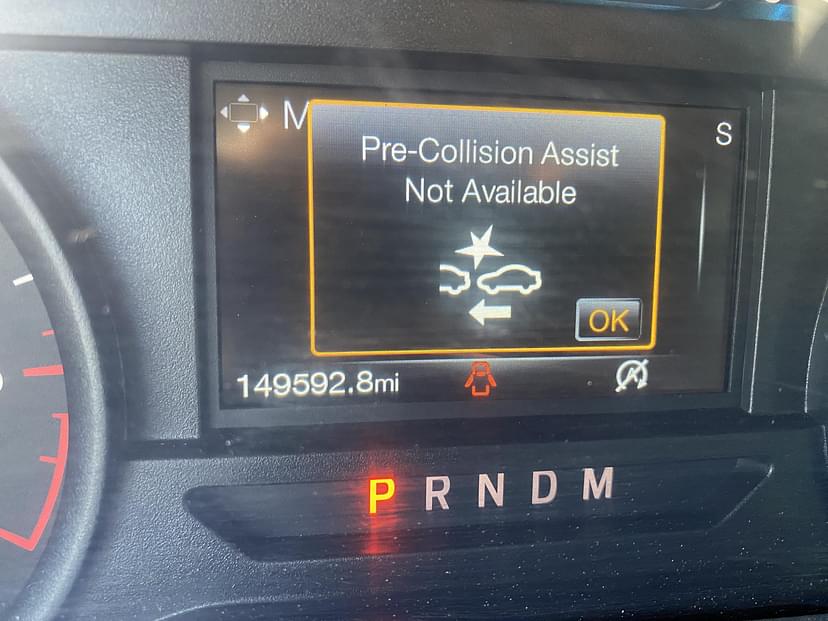 M
S
Pre-Collision Assist
Not Available
OK
149592.8mi
P R N D M